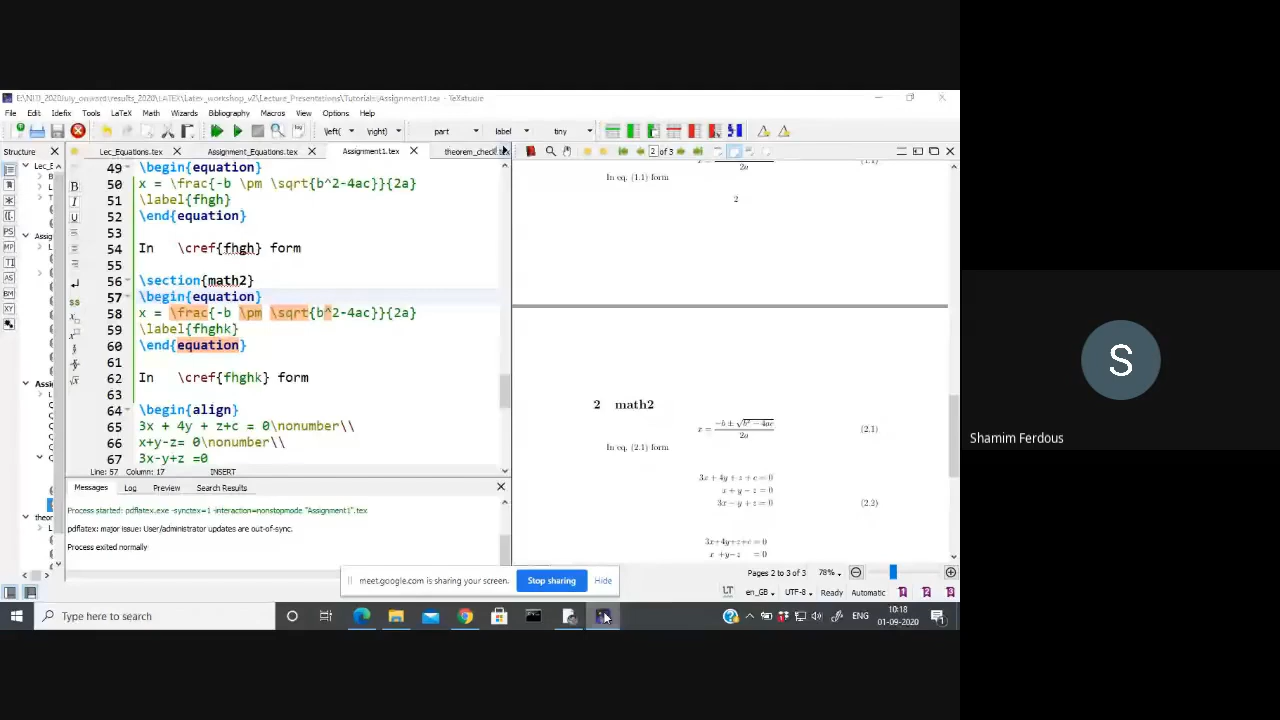 E:\NITJ_2020July_onward\results_2020\LATEX\Latex_workshop_v2\Lecture_Presentations\Tutorials\Assignment1.tex - TeXstudio
File Edit Idefix Tools LaTeX Math Wizards Bibliography Macros View Options Help
\left( \right) part label tiny
Structure Lec_Equations.tex Assignment_Equations.tex Assignment1.tex theorem_check.tex 2 of 3
49 \begin{equation}
50 x = \frac{-b \pm \sqrt{b^2-4ac}}{2a}
51 \label{fhgh}
52 \end{equation}
53
54 In \cref{fhgh} form
55
56 \section{math2}
57 \begin{equation}
58 x = \frac{-b \pm \sqrt{b^2-4ac}}{2a}
59 \label{fhghk}
60 \end{equation}
61
62 In \cref{fhghk} form
63
64 \begin{align}
65 3x + 4y + z+c = 0\nonumber\\
66 x+y-z= 0\nonumber\\
67 3x-y+z =0
Line: 57 Column: 17 INSERT
Messages Log Preview Search Results
Process started: pdflatex.exe -synctex=1 -interaction=nonstopmode "Assignment1".tex
pdflatex: major issue: User/administrator updates are out-of-sync.
Process exited normally
2a
In eq. (1.1) form
2
2 math2
x = −b ± √b² − 4ac / 2a (2.1)
In eq. (2.1) form
3x + 4y + z + c = 0
x + y − z = 0
3x − y + z = 0 (2.2)
3x+4y+z+c = 0
x +y−z = 0
Pages 2 to 3 of 3 78%
LT en_GB UTF-8 Ready Automatic
meet.google.com is sharing your screen. Stop sharing Hide
Type here to search
ENG 10:18
01-09-2020
S
Shamim Ferdous